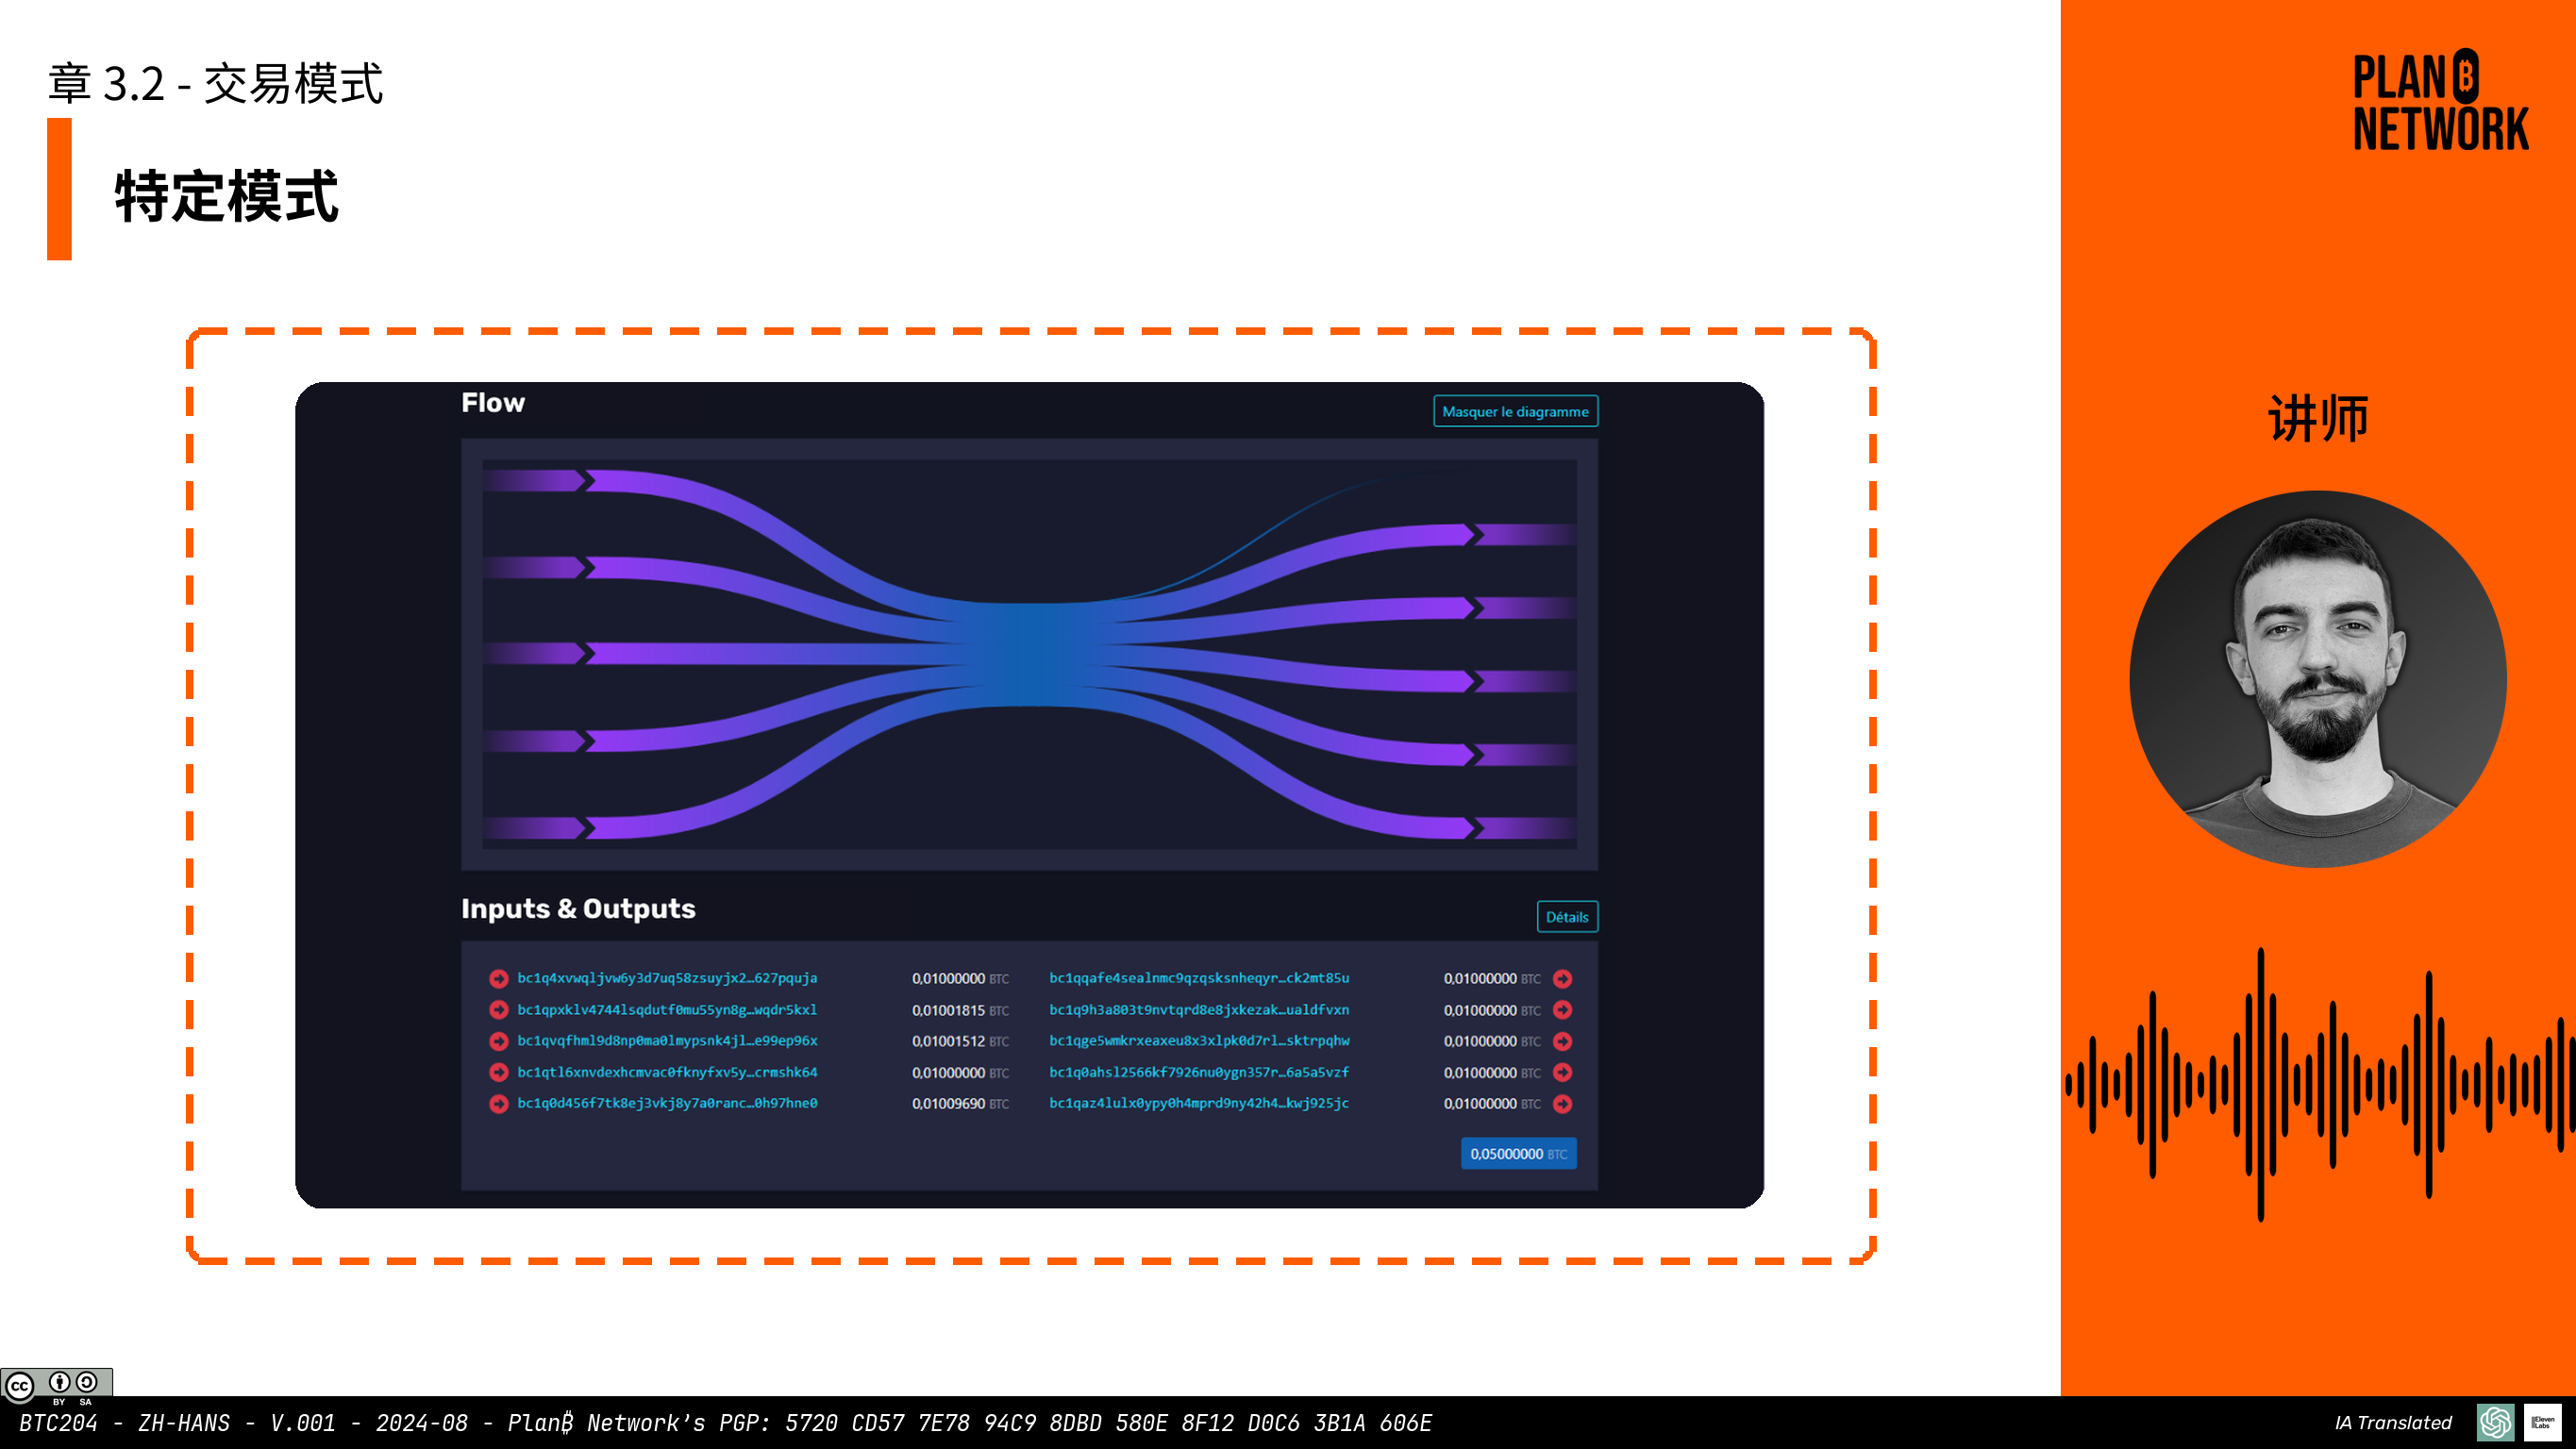 章 3.2 - 交易模式
特定模式
PLAN ₿
NETWORK
讲师
Flow
Masquer le diagramme
Inputs & Outputs
Détails
bc1q4xvwqljvw6y3d7uq58zsuyjx2…627pquja 0,01000000 BTC bc1qqafe4sealnmc9qzqsksnheqyr…ck2mt85u 0,01000000 BTC
bc1qpxklv4744lsqdutf0mu55yn8g…wqdr5kxl 0,01001815 BTC bc1q9h3a803t9nvtqrd8e8jxkezak…ualdfvxn 0,01000000 BTC
bc1qvqfhml9d8np0ma0lmypsnk4jl…e99ep96x 0,01001512 BTC bc1qge5wmkrxeaxeu8x3xlpk0d7rl…sktrpqhw 0,01000000 BTC
bc1qtl6xnvdexhcmvac0fknyfxv5y…crmshk64 0,01000000 BTC bc1q0ahsl2566kf7926nu0ygn357r…6a5a5vzf 0,01000000 BTC
bc1q0d456f7tk8ej3vkj8y7a0ranc…0h97hne0 0,01009690 BTC bc1qaz4lulx0ypy0h4mprd9ny42h4…kwj925jc 0,01000000 BTC
0,05000000 BTC
cc BY SA
BTC204 - ZH-HANS - V.001 - 2024-08 - Plan₿ Network's PGP: 5720 CD57 7E78 94C9 8DBD 580E 8F12 D0C6 3B1A 606E
IA Translated
ElevenLabs